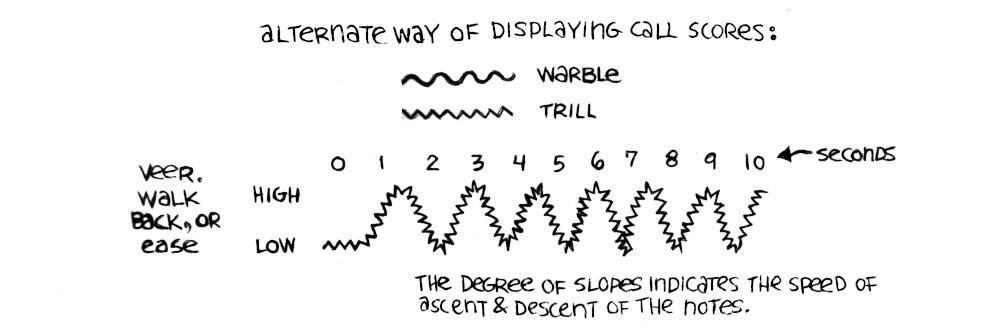 ALTERNATE WAY OF DISPLAYING CALL SCORES:
WARBLE
TRILL
0 1 2 3 4 5 6 7 8 9 10 SECONDS
VEER.
WALK
BACK, OR
EASE
HIGH
LOW
THE DEGREE OF SLOPES INDICATES THE SPEED OF
ASCENT & DESCENT OF THE NOTES.